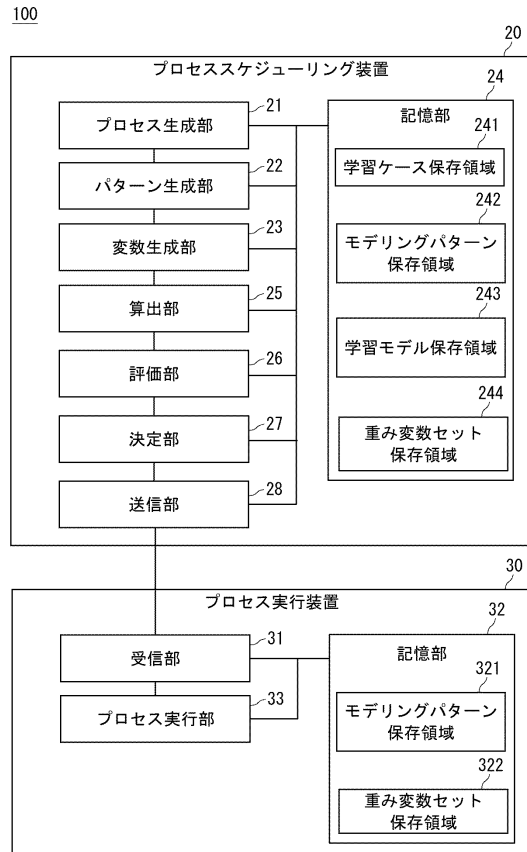 100
20
プロセススケジューリング装置
21
プロセス生成部
22
パターン生成部
23
変数生成部
25
算出部
26
評価部
27
決定部
28
送信部
24
記憶部
241
学習ケース保存領域
242
モデリングパターン
保存領域
243
学習モデル保存領域
244
重み変数セット
保存領域
30
プロセス実行装置
31
受信部
33
プロセス実行部
32
記憶部
321
モデリングパターン
保存領域
322
重み変数セット
保存領域